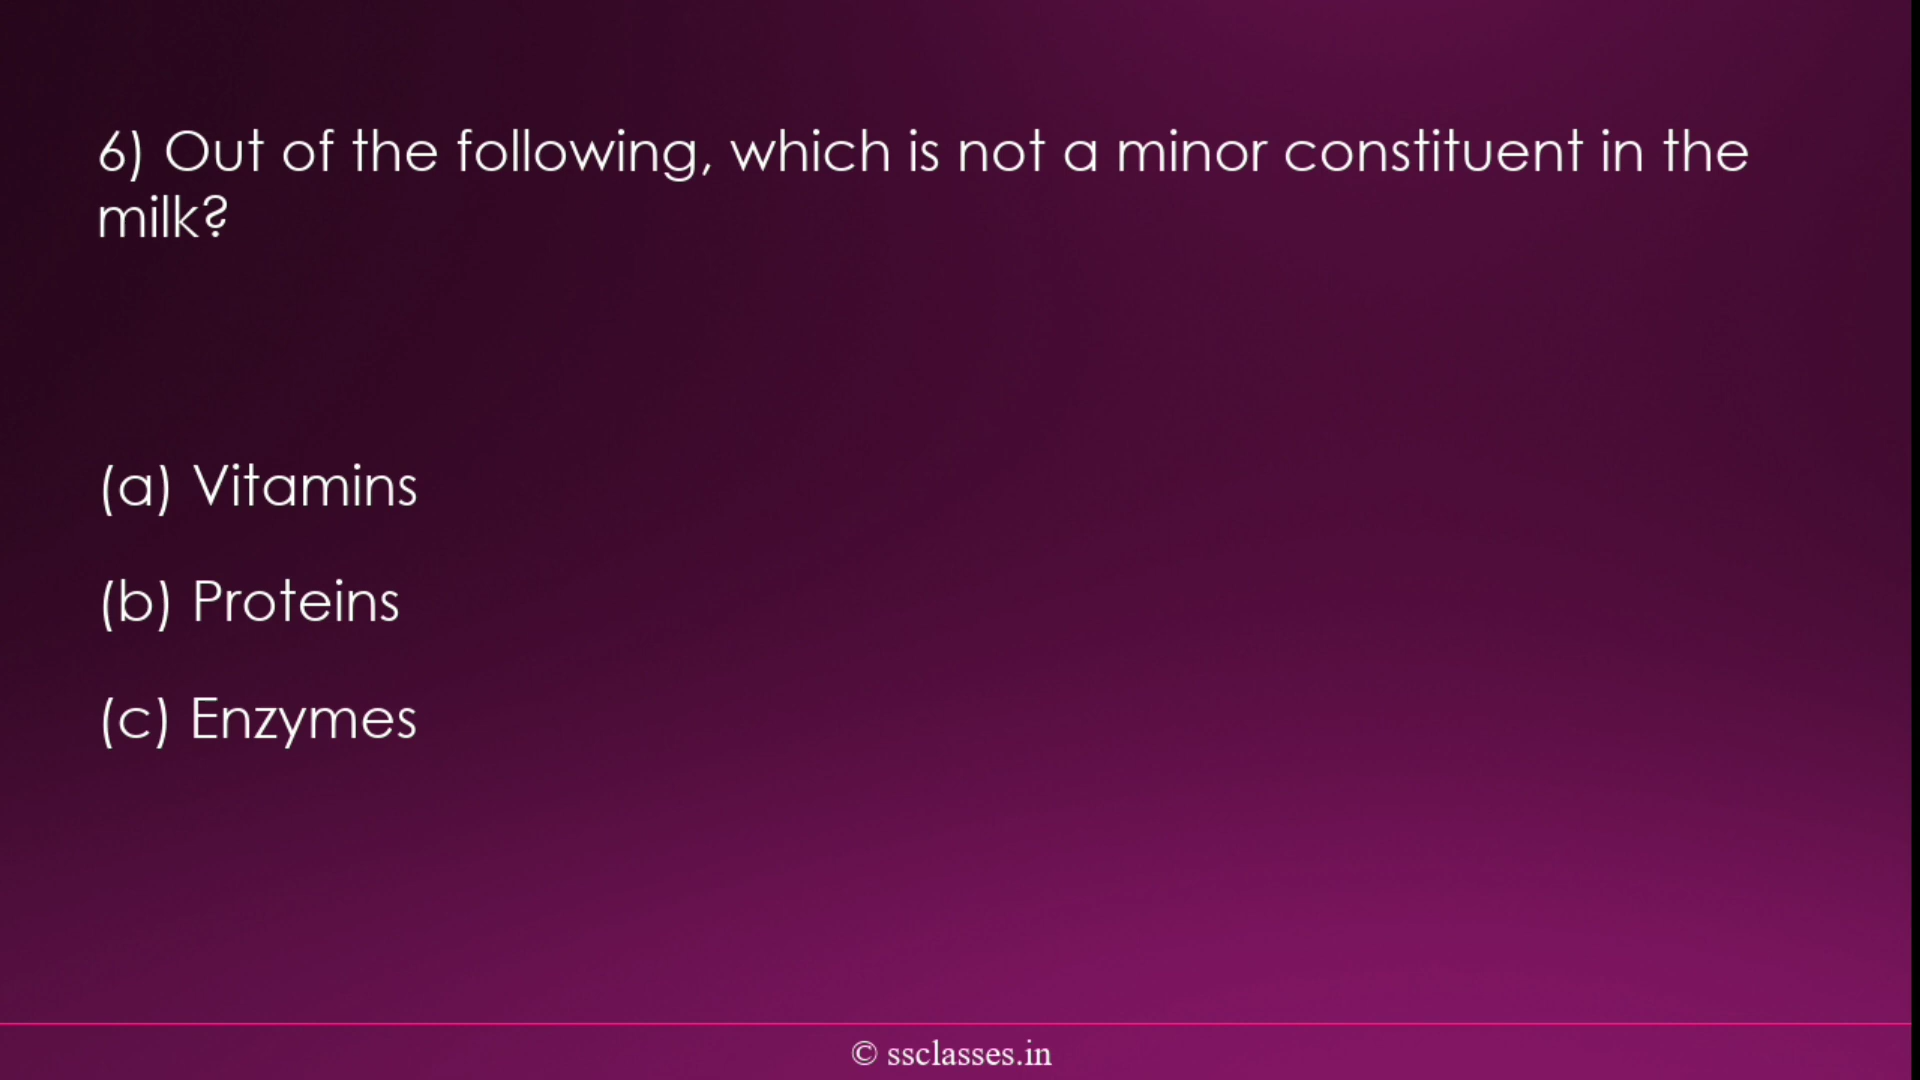 6) Out of the following, which is not a minor constituent in the
milk?
(a) Vitamins
(b) Proteins
(c) Enzymes
© ssclasses.in